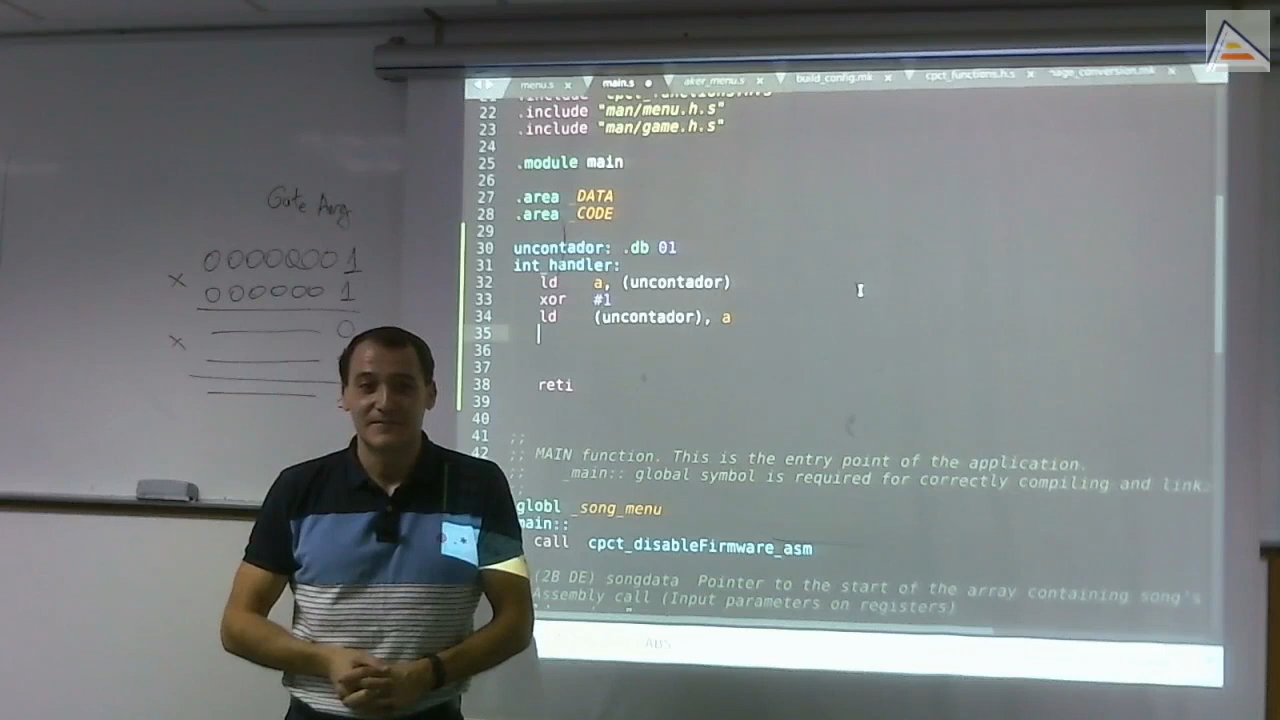 Gate Arg
00000001
x
0000001
0
x
menu.s x main.s aker_menu.s x build_config.mk x cpct_functions.h.s x age_conversion.mk x
22 .include "man/menu.h.s"
23 .include "man/game.h.s"
24
25 .module main
26
27 .area _DATA
28 .area _CODE
29
30 uncontador: .db 01
31 int_handler:
32 ld a, (uncontador)
33 xor #1
34 ld (uncontador), a
35
36
37
38 reti
39
40
41 ;;
42 ;; MAIN function. This is the entry point of the application.
;; _main:: global symbol is required for correctly compiling and link
globl _song_menu
main::
call cpct_disableFirmware_asm
(2B DE) songdata Pointer to the start of the array containing song's
Assembly call (Input parameters on registers)